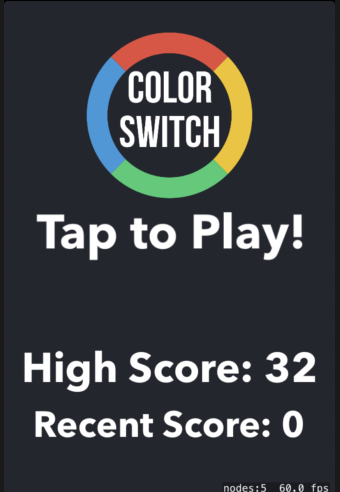 COLOR
SWITCH
Tap to Play!
High Score: 32
Recent Score: 0
nodes:5 60.0 fps